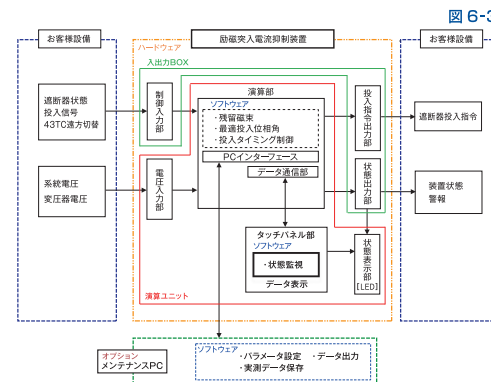 図 6-3
お客様設備
励磁突入電流抑制装置
お客様設備
ハードウェア
入出力BOX
遮断器状態
投入信号
43TC遠方切替
制御入力部
演算部
ソフトウェア
・残留磁束
・最適投入位相角
・投入タイミング制御
PCインターフェース
データ通信部
投入指令出力部
遮断器投入指令
系統電圧
変圧器電圧
電圧入力部
状態出力部
装置状態
警報
タッチパネル部
ソフトウェア
・状態監視
データ表示
状態表示部
[LED]
演算ユニット
オプション
メンテナンスPC
ソフトウェア
・パラメータ設定 ・データ出力
・実測データ保存